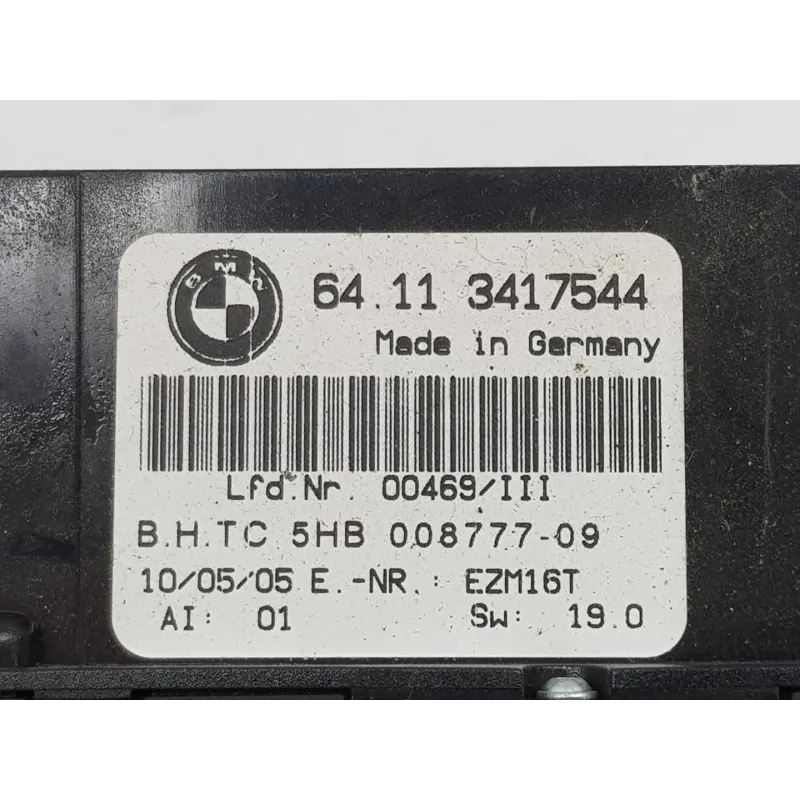 BMW
64.11 3417544
Made in Germany
Lfd.Nr. 00469/III
B.H.TC 5HB 008777-09
10/05/05 E.-NR.: EZM16T
AI: 01 SW: 19.0